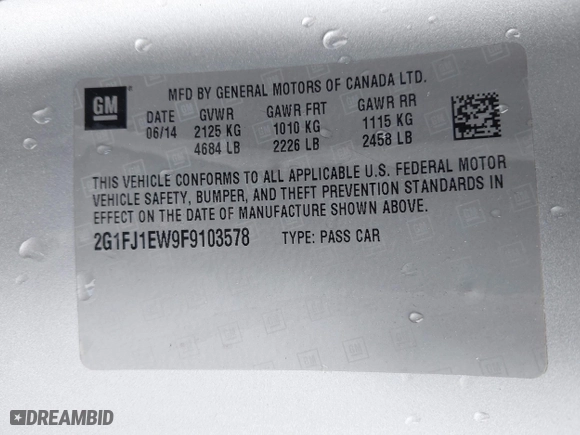 GM
MFD BY GENERAL MOTORS OF CANADA LTD.
DATE GVWR GAWR FRT GAWR RR
06/14 2125 KG 1010 KG 1115 KG
4684 LB 2226 LB 2458 LB
THIS VEHICLE CONFORMS TO ALL APPLICABLE U.S. FEDERAL MOTOR
VEHICLE SAFETY, BUMPER, AND THEFT PREVENTION STANDARDS IN
EFFECT ON THE DATE OF MANUFACTURE SHOWN ABOVE.
2G1FJ1EW9F9103578 TYPE: PASS CAR
DREAMBID